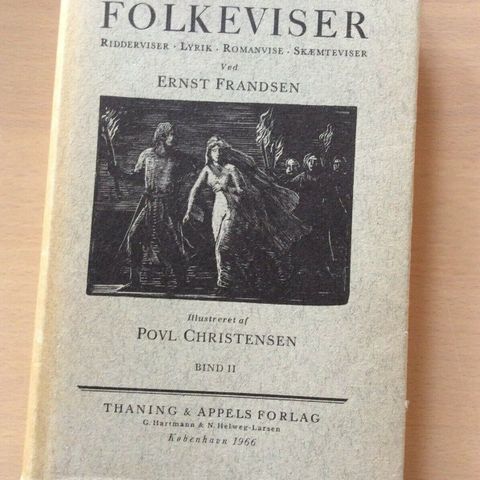 FOLKEVISER
RIDDERVISER · LYRIK · ROMANVISE · SKÆMTEVISER
Ved
ERNST FRANDSEN
Illustreret af
POVL CHRISTENSEN
BIND II
THANING & APPELS FORLAG
G. Hartmann & N. Helweg-Larsen
København 1966